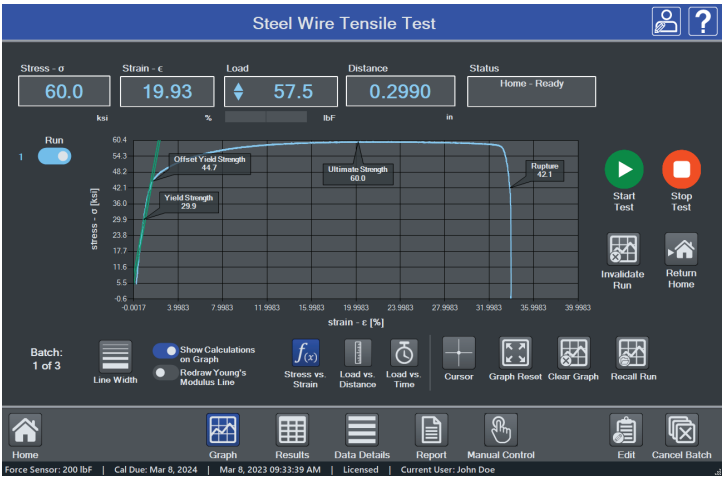 Steel Wire Tensile Test
?
Stress - σ
Strain - ϵ
Load
Distance
Status
60.0
19.93
57.5
0.2990
Home - Ready
ksi
%
lbF
in
Run
1
60.4
54.3
48.2
42.1
36.0
29.9
23.8
17.7
11.6
5.5
-0.6
stress - σ [ksi]
Offset Yield Strength
44.7
Yield Strength
29.9
Ultimate Strength
60.0
Rupture
42.1
-0.0017
3.9983
7.9983
11.9983
15.9983
19.9983
23.9983
27.9983
31.9983
35.9983
39.9983
strain - ε [%]
Start
Test
Stop
Test
Invalidate
Run
Return
Home
Batch:
1 of 3
Line Width
Show Calculations
on Graph
Redraw Young's
Modulus Line
f(x)
Stress vs.
Strain
Load vs.
Distance
Load vs.
Time
Cursor
Graph Reset
Clear Graph
Recall Run
Home
Graph
Results
Data Details
Report
Manual Control
Edit
Cancel Batch
Force Sensor: 200 lbF | Cal Due: Mar 8, 2024 | Mar 8, 2023 09:33:39 AM | Licensed | Current User: John Doe